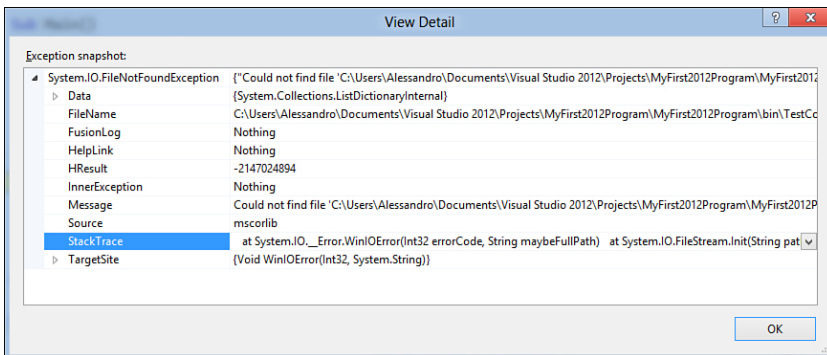 Sub Main()
View Detail
?
x
Exception snapshot:
System.IO.FileNotFoundException {"Could not find file 'C:\Users\Alessandro\Documents\Visual Studio 2012\Projects\MyFirst2012Program\MyFirst2012
Data {System.Collections.ListDictionaryInternal}
FileName C:\Users\Alessandro\Documents\Visual Studio 2012\Projects\MyFirst2012Program\MyFirst2012Program\bin\TestCo
FusionLog Nothing
HelpLink Nothing
HResult -2147024894
InnerException Nothing
Message Could not find file 'C:\Users\Alessandro\Documents\Visual Studio 2012\Projects\MyFirst2012Program\MyFirst2012P
Source mscorlib
StackTrace at System.IO.__Error.WinIOError(Int32 errorCode, String maybeFullPath) at System.IO.FileStream.Init(String pat
TargetSite {Void WinIOError(Int32, System.String)}
OK